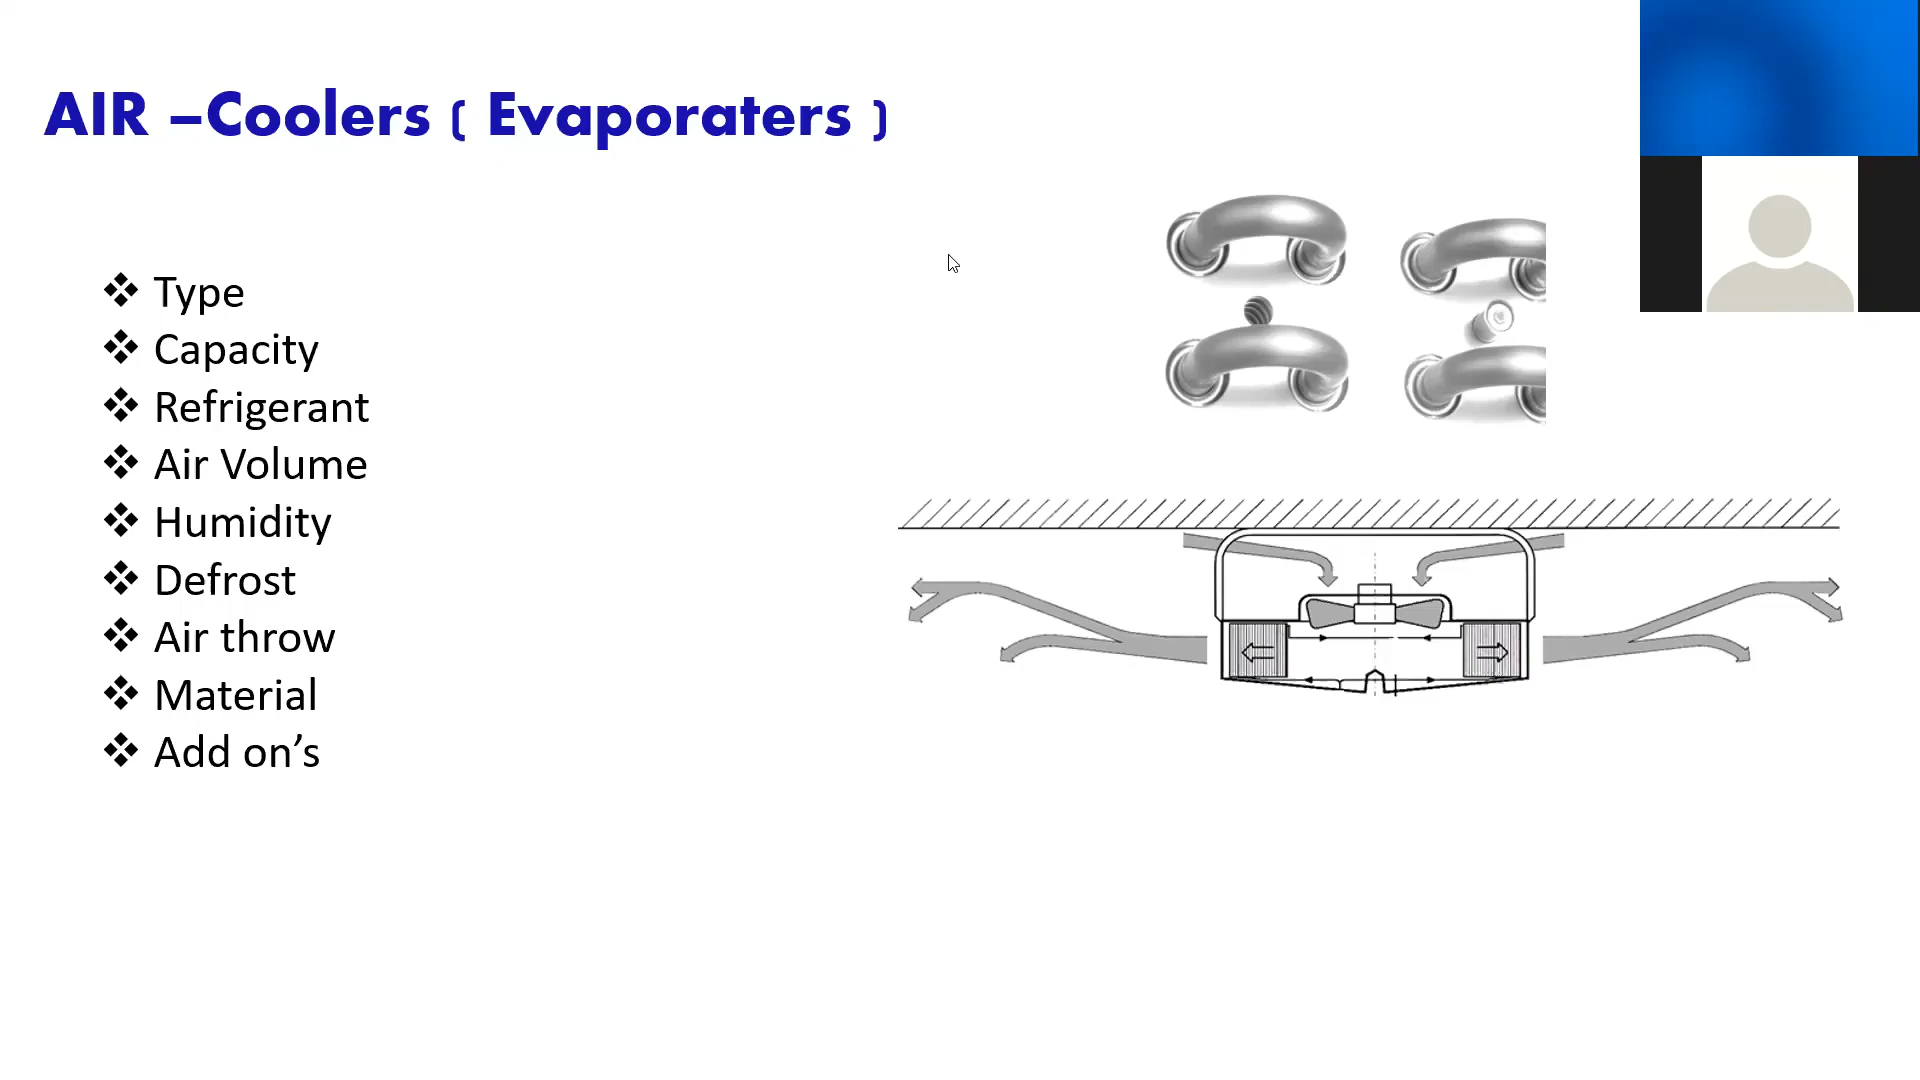 AIR –Coolers ( Evaporaters )
Type
Capacity
Refrigerant
Air Volume
Humidity
Defrost
Air throw
Material
Add on’s